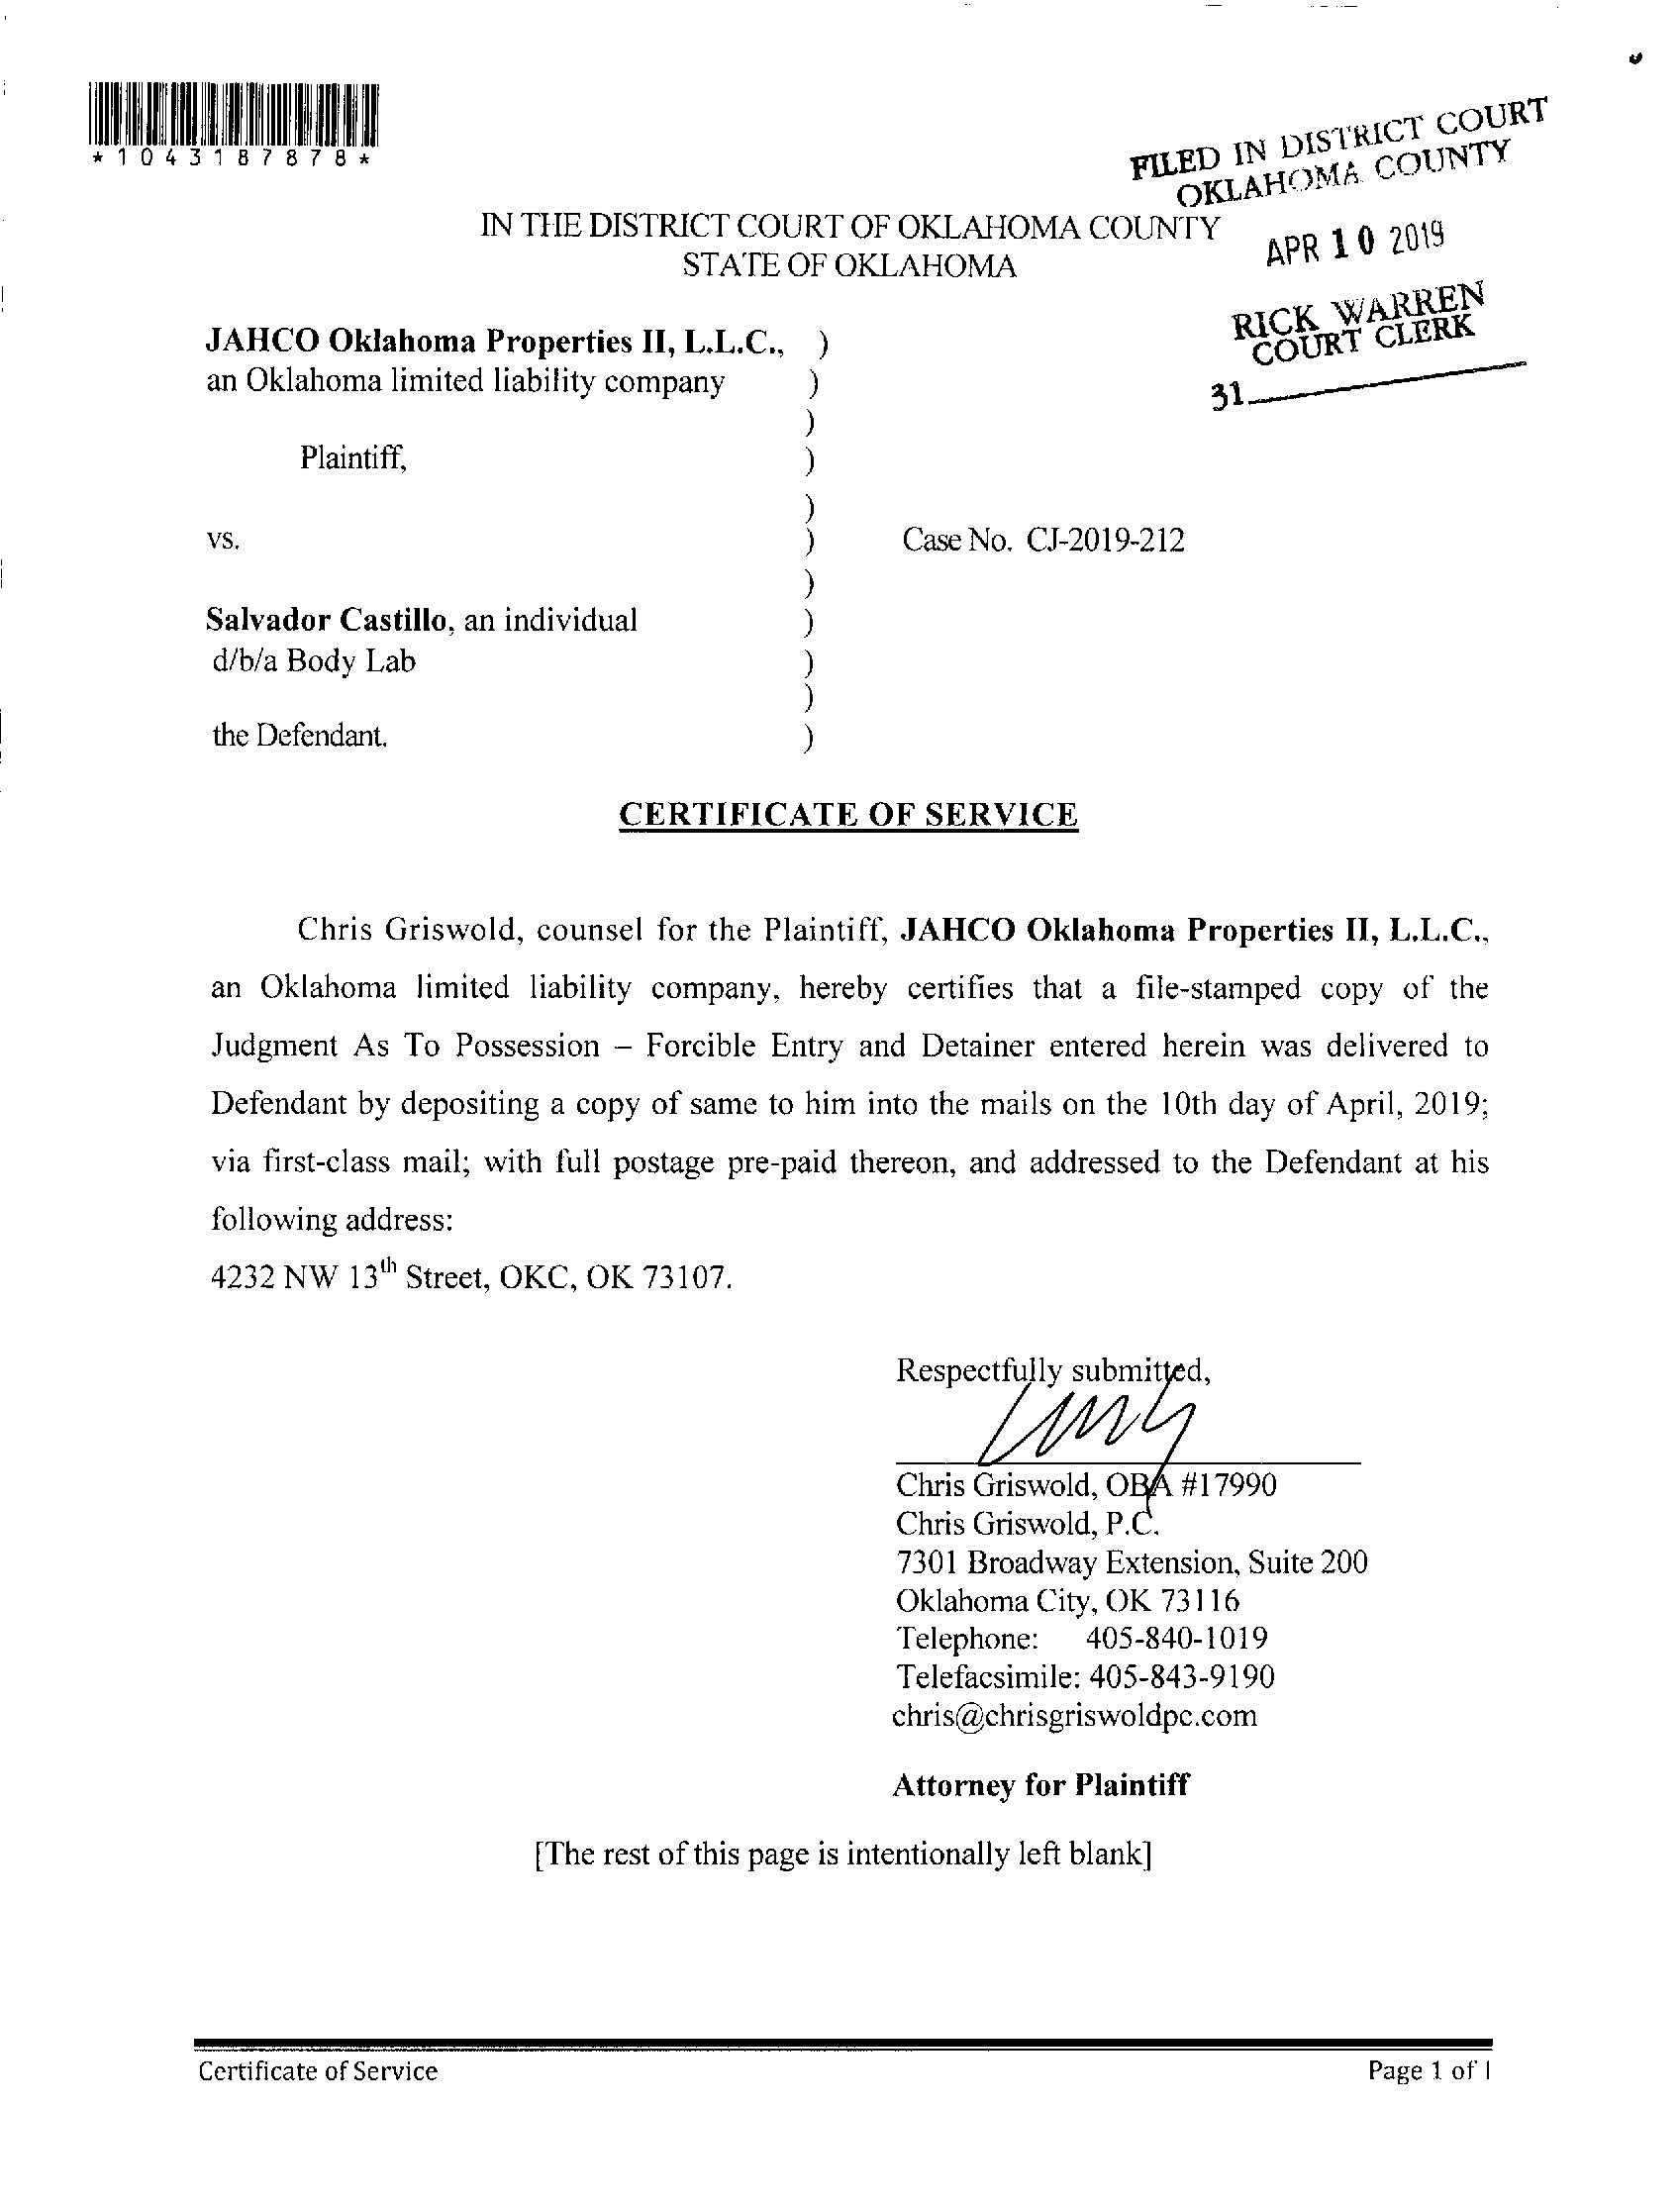 *1043187878*
FILED IN DISTRICT COURT
OKLAHOMA COUNTY
IN THE DISTRICT COURT OF OKLAHOMA COUNTY
STATE OF OKLAHOMA
APR 10 2019
RICK WARREN
COURT CLERK
31
JAHCO Oklahoma Properties II, L.L.C., )
an Oklahoma limited liability company )
)
Plaintiff, )
)
vs. ) Case No. CJ-2019-212
)
Salvador Castillo, an individual )
d/b/a Body Lab )
)
the Defendant. )
CERTIFICATE OF SERVICE
Chris Griswold, counsel for the Plaintiff, JAHCO Oklahoma Properties II, L.L.C.,
an Oklahoma limited liability company, hereby certifies that a file-stamped copy of the
Judgment As To Possession – Forcible Entry and Detainer entered herein was delivered to
Defendant by depositing a copy of same to him into the mails on the 10th day of April, 2019;
via first-class mail; with full postage pre-paid thereon, and addressed to the Defendant at his
following address:
4232 NW 13th Street, OKC, OK 73107.
Respectfully submitted,
Chris Griswold, OBA #17990
Chris Griswold, P.C.
7301 Broadway Extension, Suite 200
Oklahoma City, OK 73116
Telephone: 405-840-1019
Telefacsimile: 405-843-9190
chris@chrisgriswoldpc.com
Attorney for Plaintiff
[The rest of this page is intentionally left blank]
Certificate of Service Page 1 of 1